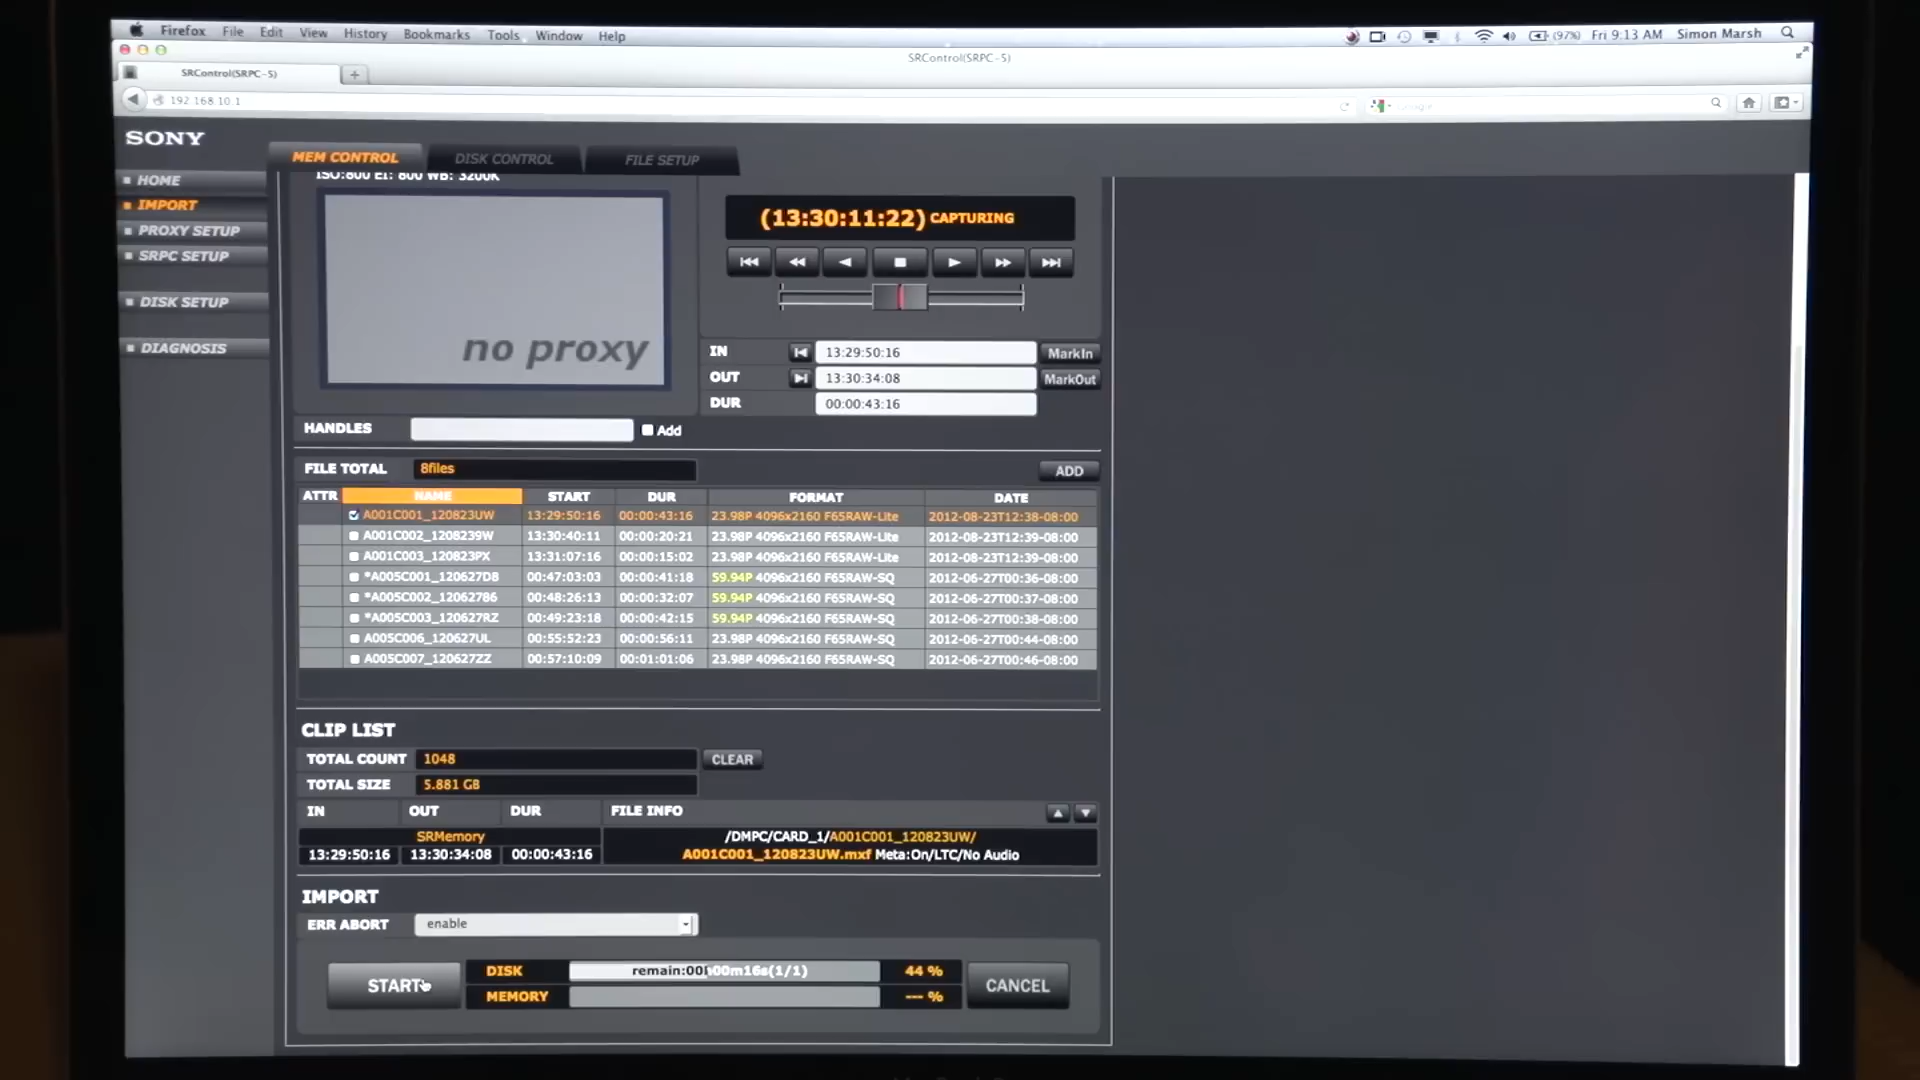 Firefox File Edit View History Bookmarks Tools Window Help (97%) Fri 9:13 AM Simon Marsh
SRControl(SRPC-5)
SRControl(SRPC-5) +
192.168.10.1 Google
SONY
MEM CONTROL DISK CONTROL FILE SETUP
HOME
IMPORT
PROXY SETUP
SRPC SETUP
DISK SETUP
DIAGNOSIS
ISO:800 EI: 800 WB: 3200K
no proxy
(13:30:11:22) CAPTURING
IN 13:29:50:16 MarkIn
OUT 13:30:34:08 MarkOut
DUR 00:00:43:16
HANDLES Add
FILE TOTAL 8files ADD
ATTR NAME START DUR FORMAT DATE
A001C001_120823UW 13:29:50:16 00:00:43:16 23.98P 4096x2160 F65RAW-Lite 2012-08-23T12:38-08:00
A001C002_1208239W 13:30:40:11 00:00:20:21 23.98P 4096x2160 F65RAW-Lite 2012-08-23T12:39-08:00
A001C003_120823PX 13:31:07:16 00:00:15:02 23.98P 4096x2160 F65RAW-Lite 2012-08-23T12:39-08:00
*A005C001_120627D8 00:47:03:03 00:00:41:18 59.94P 4096x2160 F65RAW-SQ 2012-06-27T00:36-08:00
*A005C002_12062786 00:48:26:13 00:00:32:07 59.94P 4096x2160 F65RAW-SQ 2012-06-27T00:37-08:00
*A005C003_120627RZ 00:49:23:18 00:00:42:15 59.94P 4096x2160 F65RAW-SQ 2012-06-27T00:38-08:00
A005C006_120627UL 00:55:52:23 00:00:56:11 23.98P 4096x2160 F65RAW-SQ 2012-06-27T00:44-08:00
A005C007_120627ZZ 00:57:10:09 00:01:01:06 23.98P 4096x2160 F65RAW-SQ 2012-06-27T00:46-08:00
CLIP LIST
TOTAL COUNT 1048 CLEAR
TOTAL SIZE 5.881 GB
IN OUT DUR FILE INFO
SRMemory /DMPC/CARD_1/A001C001_120823UW/
13:29:50:16 13:30:34:08 00:00:43:16 A001C001_120823UW.mxf Meta:On/LTC/No Audio
IMPORT
ERR ABORT enable
START DISK remain:00h00m16s(1/1) 44 % CANCEL
MEMORY --- %